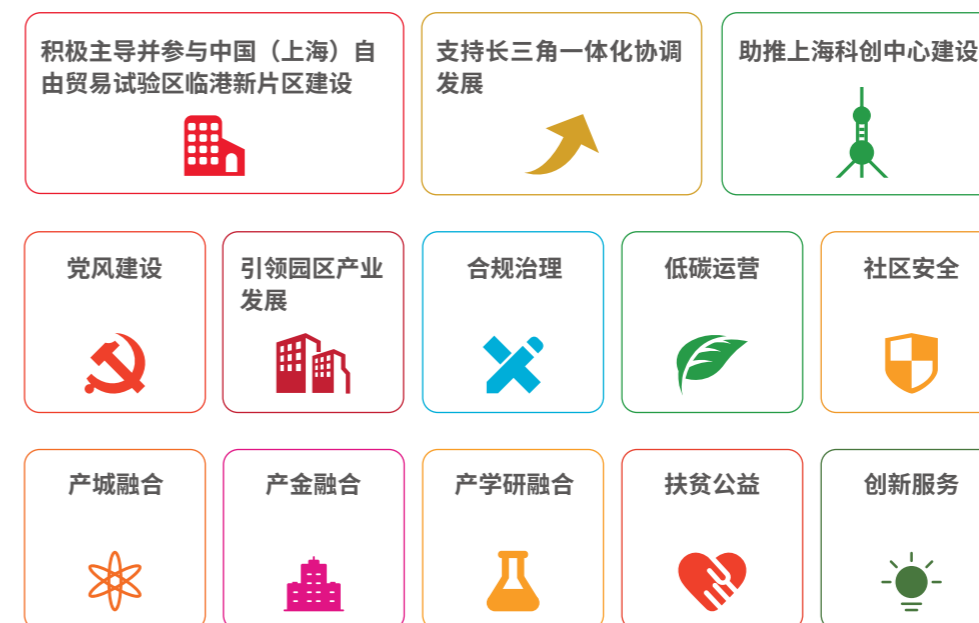 积极主导并参与中国（上海）自
由贸易试验区临港新片区建设
支持长三角一体化协调
发展
助推上海科创中心建设
党风建设
引领园区产业
发展
合规治理
低碳运营
社区安全
产城融合
产金融合
产学研融合
扶贫公益
创新服务